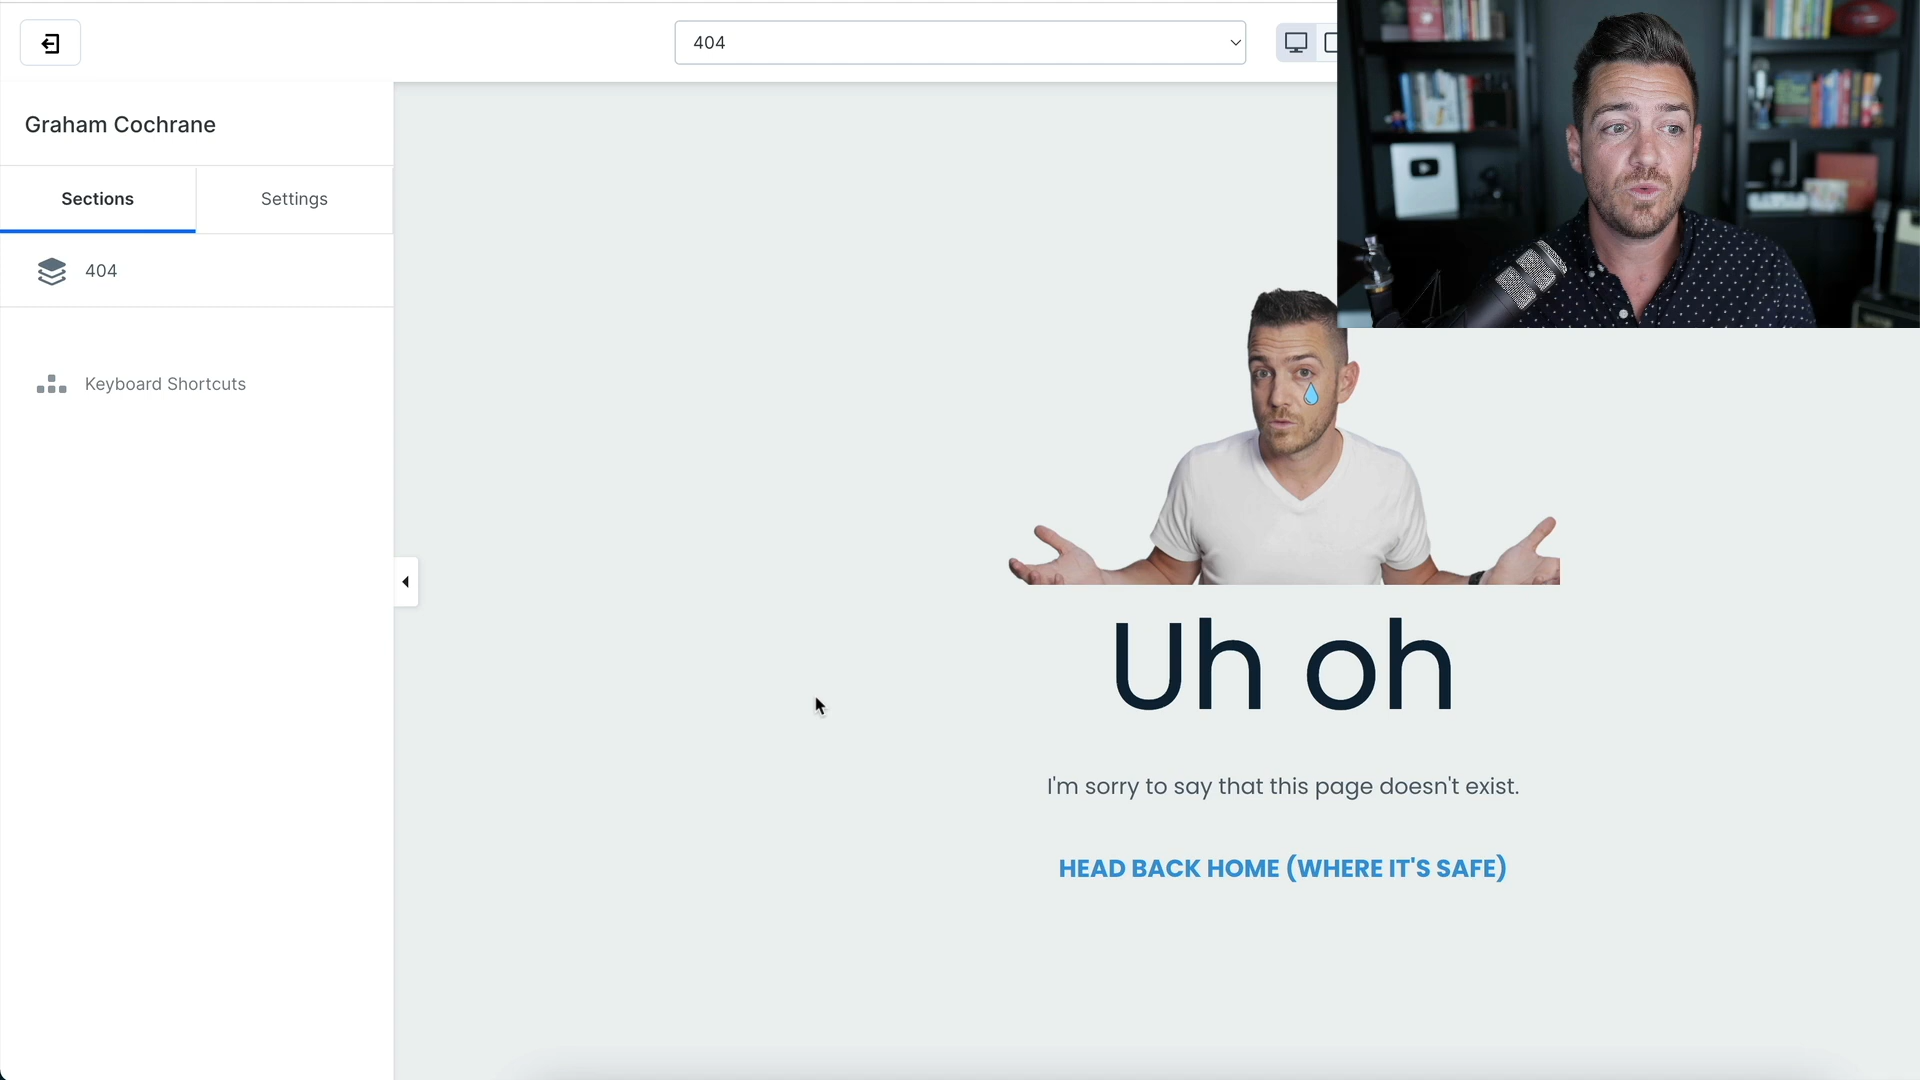 404
Graham Cochrane
Sections
Settings
404
Keyboard Shortcuts
Uh oh
I'm sorry to say that this page doesn't exist.
HEAD BACK HOME (WHERE IT'S SAFE)